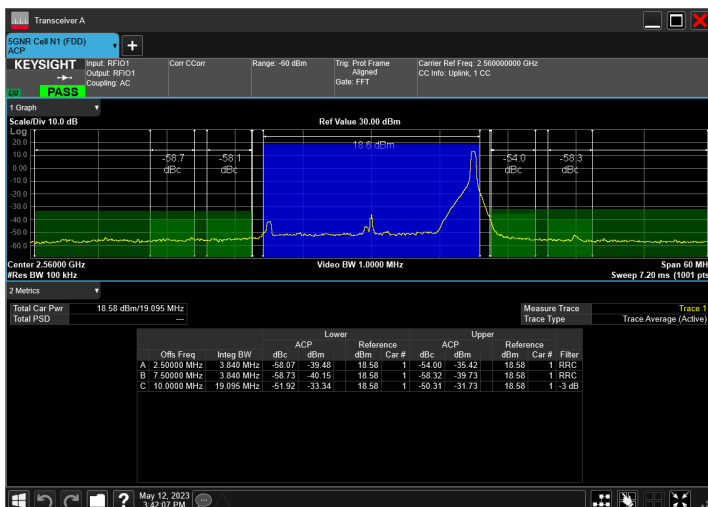 Transceiver A
5GNR Cell N1 (FDD)
ACP
KEYSIGHT
LXI
PASS
Input: RFIO1
Output: RFIO1
Coupling: AC
Corr CCorr
Range: -60 dBm
Trig: Prot Frame
Aligned
Gate: FFT
Carrier Ref Freq: 2.560000000 GHz
CC Info: Uplink, 1 CC
1 Graph
Scale/Div 10.0 dB
Ref Value 30.00 dBm
Log
20.0
10.0
0.00
-10.0
-20.0
-30.0
-40.0
-50.0
-60.0
-58.7
dBc
-58.1
dBc
18.6 dBm
-54.0
dBc
-58.3
dBc
Center 2.56000 GHz
Video BW 1.0000 MHz
Span 60 MH
#Res BW 100 kHz
Sweep 7.20 ms (1001 pts
2 Metrics
Total Car Pwr 18.58 dBm/19.095 MHz
Total PSD ---
Measure Trace Trace 1
Trace Type Trace Average (Active)
Lower Upper
ACP Reference ACP Reference
Offs Freq Integ BW dBc dBm dBm Car # dBc dBm dBm Car # Filter
A 2.50000 MHz 3.840 MHz -58.07 -39.48 18.58 1 -54.00 -35.42 18.58 1 RRC
B 7.50000 MHz 3.840 MHz -58.73 -40.15 18.58 1 -58.32 -39.73 18.58 1 RRC
C 10.0000 MHz 19.095 MHz -51.92 -33.34 18.58 1 -50.31 -31.73 18.58 1 -3 dB
?
May 12, 2023
3:42:07 PM